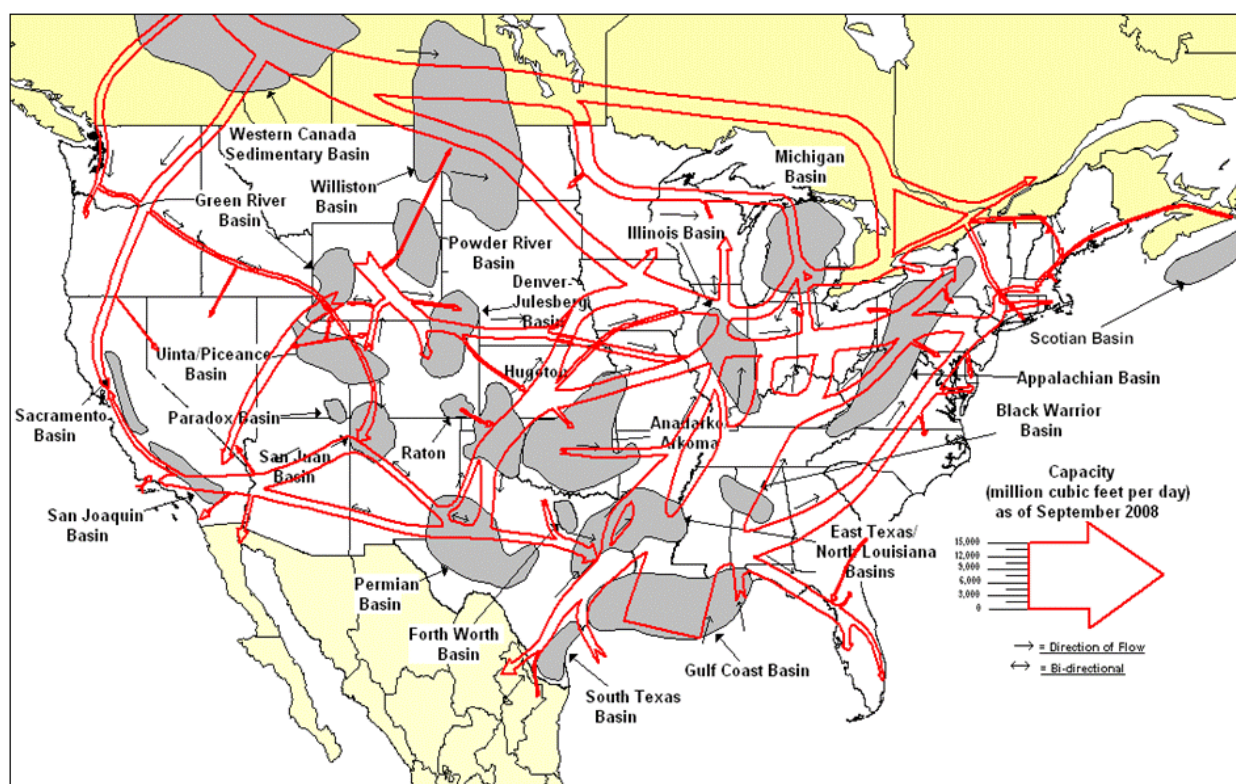 Western Canada
Sedimentary Basin
Michigan
Basin
Williston
Basin
Green River
Basin
Illinois Basin
Powder River
Basin
Denver-
Julesberg
Basin
Scotian Basin
Uinta/Piceance
Basin
Hugoton
Appalachian Basin
Sacramento
Basin
Paradox Basin
Anadarko
Arkoma
Black Warrior
Basin
San Juan
Basin
Raton
Capacity
(million cubic feet per day)
as of September 2008
San Joaquin
Basin
East Texas/
North Louisiana
Basins
15,000
12,000
9,000
6,000
3,000
0
Permian
Basin
Forth Worth
Basin
Gulf Coast Basin
= Direction of Flow
= Bi-directional
South Texas
Basin